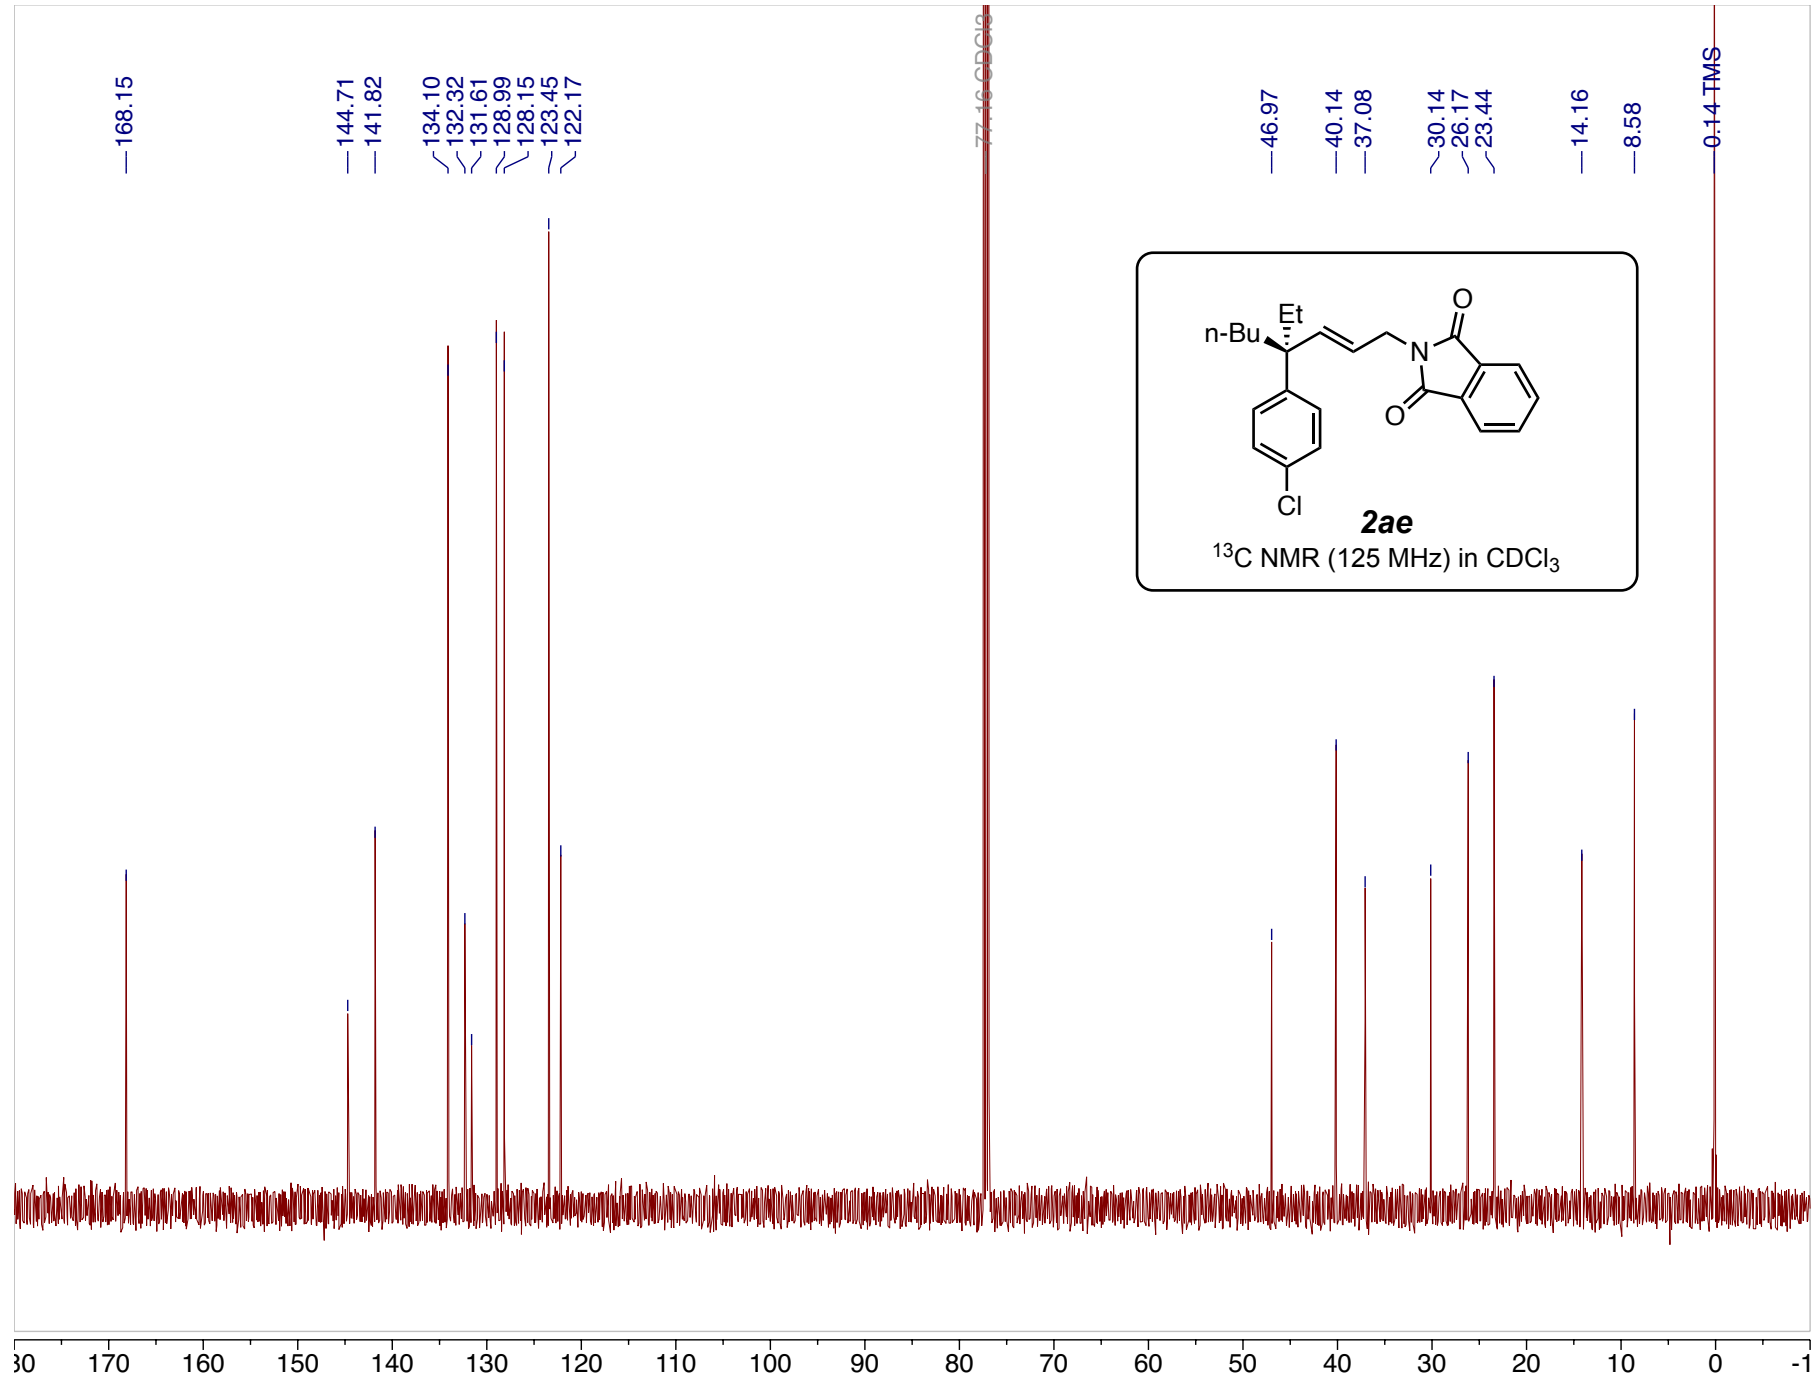 168.15
144.71
141.82
134.10
132.32
131.61
128.99
128.15
123.45
122.17
77.16 CDCl3
46.97
40.14
37.08
30.14
26.17
23.44
14.16
8.58
0.14 TMS
Et
n-Bu
O
N
O
Cl
2ae
¹³C NMR (125 MHz) in CDCl₃
30 170 160 150 140 130 120 110 100 90 80 70 60 50 40 30 20 10 0 -1